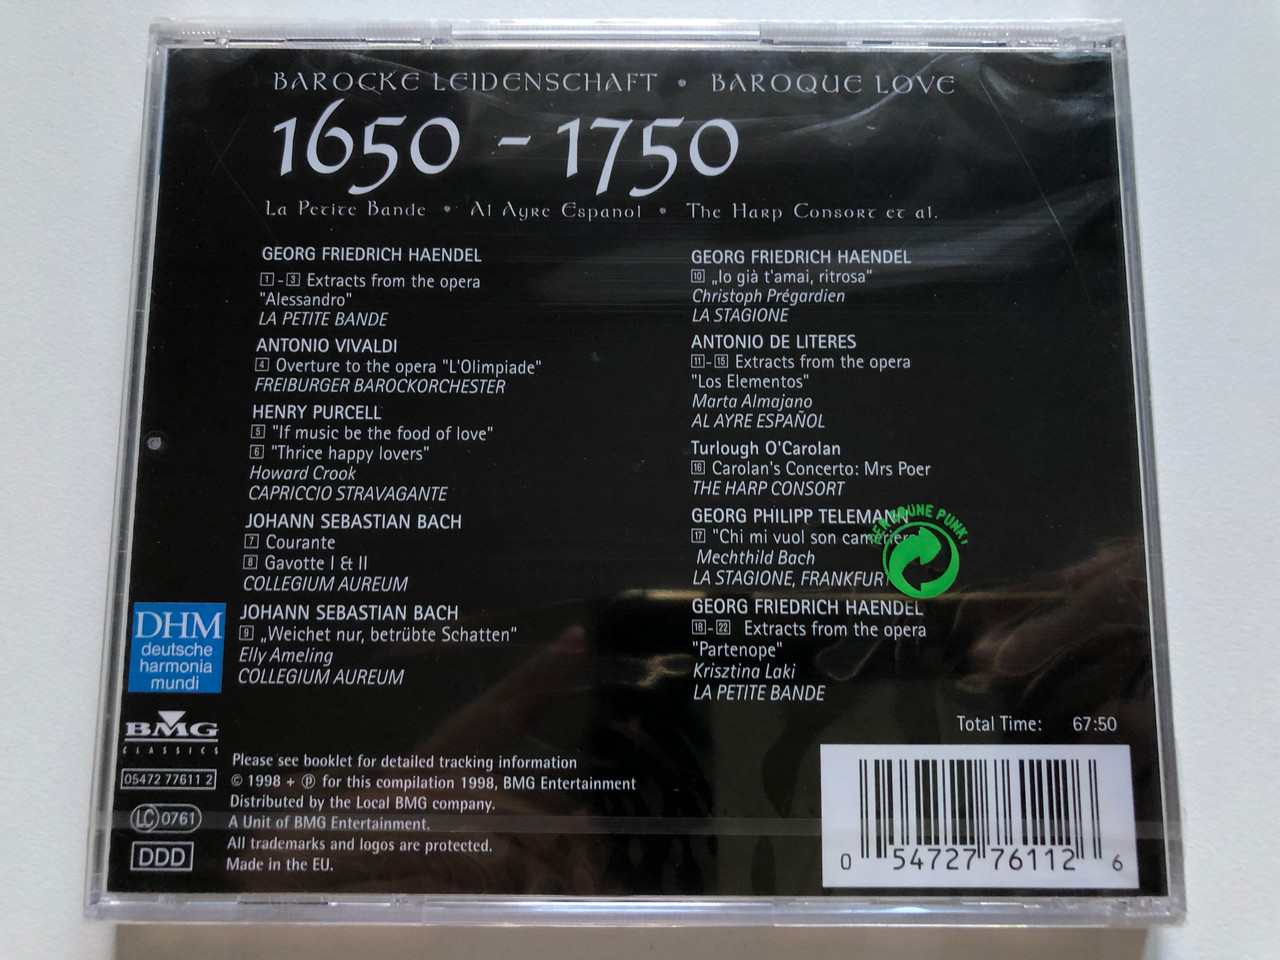 BAROCKE LEIDENSCHAFT • BAROQUE LOVE
1650 - 1750
La Petite Bande • Al Ayre Espanol • The Harp Consort et al.
GEORG FRIEDRICH HAENDEL
1 - 3 Extracts from the opera
"Alessandro"
LA PETITE BANDE
ANTONIO VIVALDI
4 Overture to the opera "L'Olimpiade"
FREIBURGER BAROCKORCHESTER
HENRY PURCELL
5 "If music be the food of love"
6 "Thrice happy lovers"
Howard Crook
CAPRICCIO STRAVAGANTE
JOHANN SEBASTIAN BACH
7 Courante
8 Gavotte I & II
COLLEGIUM AUREUM
JOHANN SEBASTIAN BACH
9 „Weichet nur, betrübte Schatten"
Elly Ameling
COLLEGIUM AUREUM
GEORG FRIEDRICH HAENDEL
10 „Io già t'amai, ritrosa"
Christoph Prégardien
LA STAGIONE
ANTONIO DE LITERES
11 - 15 Extracts from the opera
"Los Elementos"
Marta Almajano
AL AYRE ESPAÑOL
Turlough O'Carolan
16 Carolan's Concerto: Mrs Poer
THE HARP CONSORT
GEORG PHILIPP TELEMANN
17 "Chi mi vuol son
Mechthild Bach
LA STAGIONE, FRANKFURT
GEORG FRIEDRICH HAENDEL
18 - 22 Extracts from the opera
"Partenope"
Krisztina Laki
LA PETITE BANDE
DER GRÜNE PUNKT
DHM
deutsche
harmonia
mundi
BMG
CLASSICS
05472 77611 2
LC 0761
DDD
Total Time: 67:50
Please see booklet for detailed tracking information
© 1998 + ℗ for this compilation 1998, BMG Entertainment
Distributed by the Local BMG company.
A Unit of BMG Entertainment.
All trademarks and logos are protected.
Made in the EU.
0 54727 76112 6